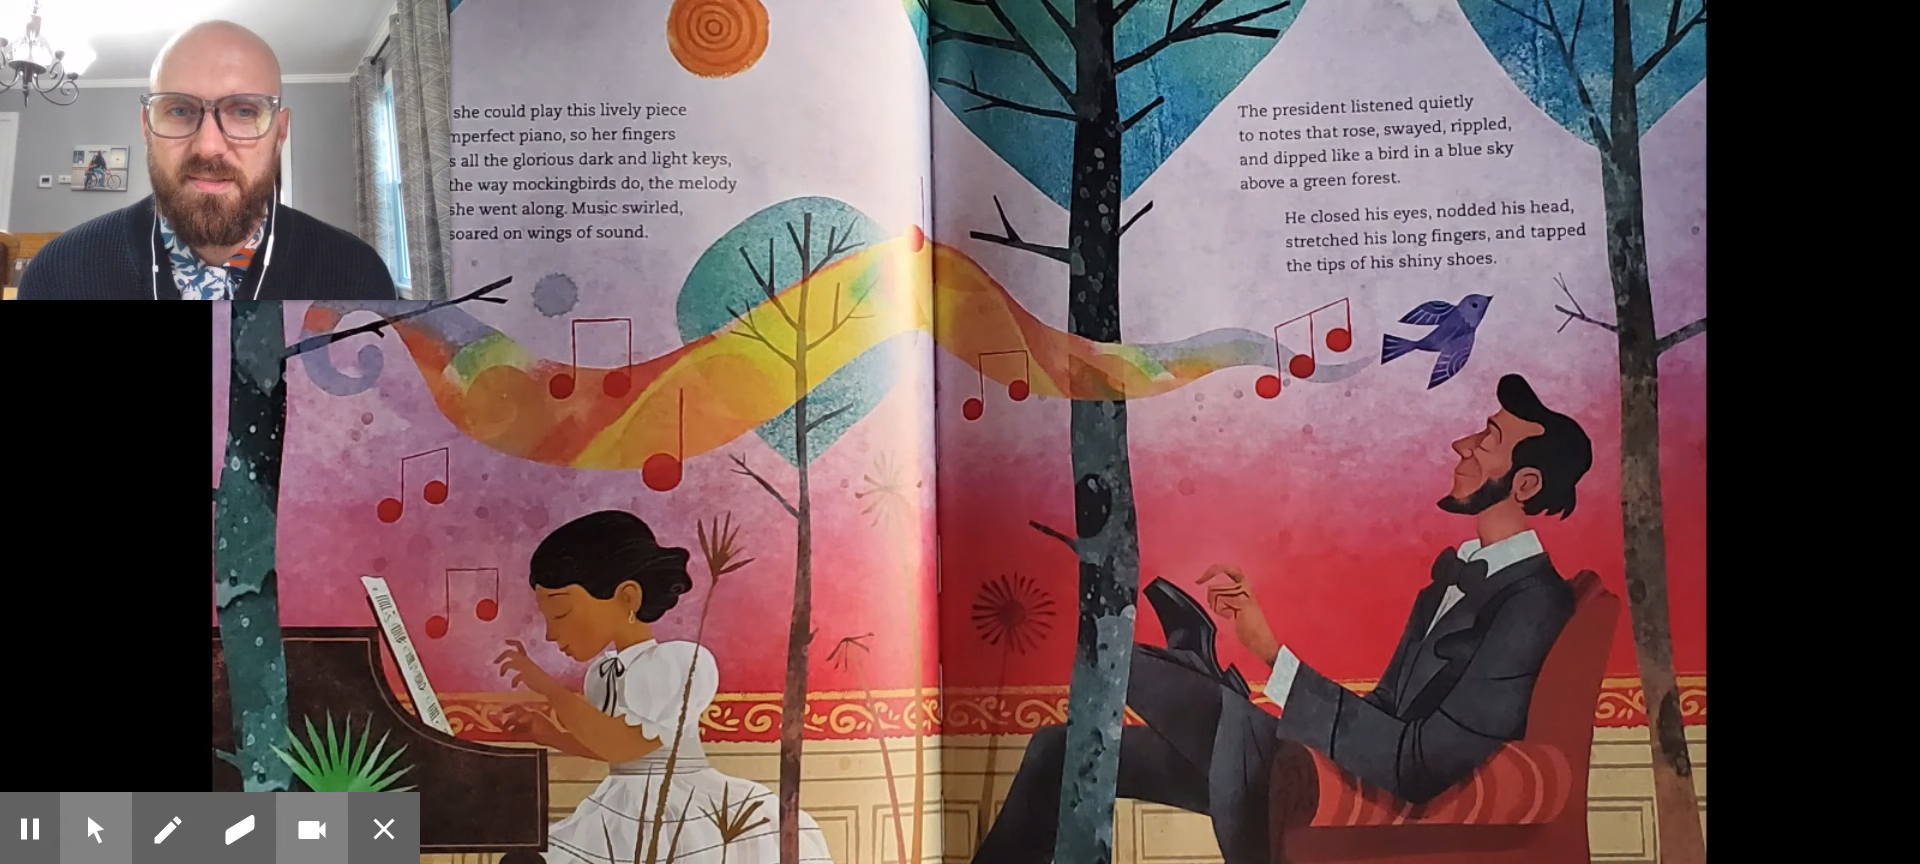 she could play this lively piece
mperfect piano, so her fingers
s all the glorious dark and light keys,
the way mockingbirds do, the melody
she went along. Music swirled,
soared on wings of sound.
The president listened quietly
to notes that rose, swayed, rippled,
and dipped like a bird in a blue sky
above a green forest.
He closed his eyes, nodded his head,
stretched his long fingers, and tapped
the tips of his shiny shoes.